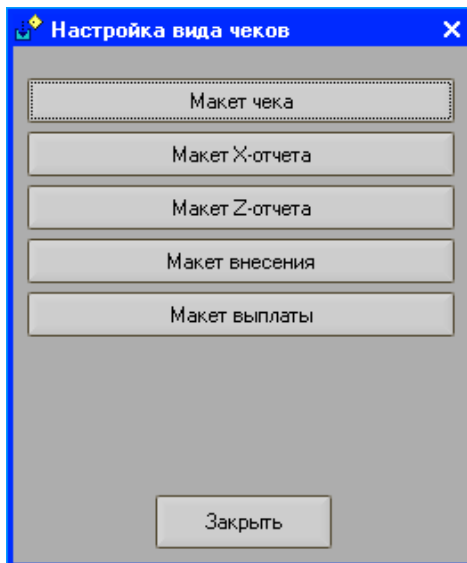 Настройка вида чеков
Макет чека
Макет X-отчета
Макет Z-отчета
Макет внесения
Макет выплаты
Закрыть